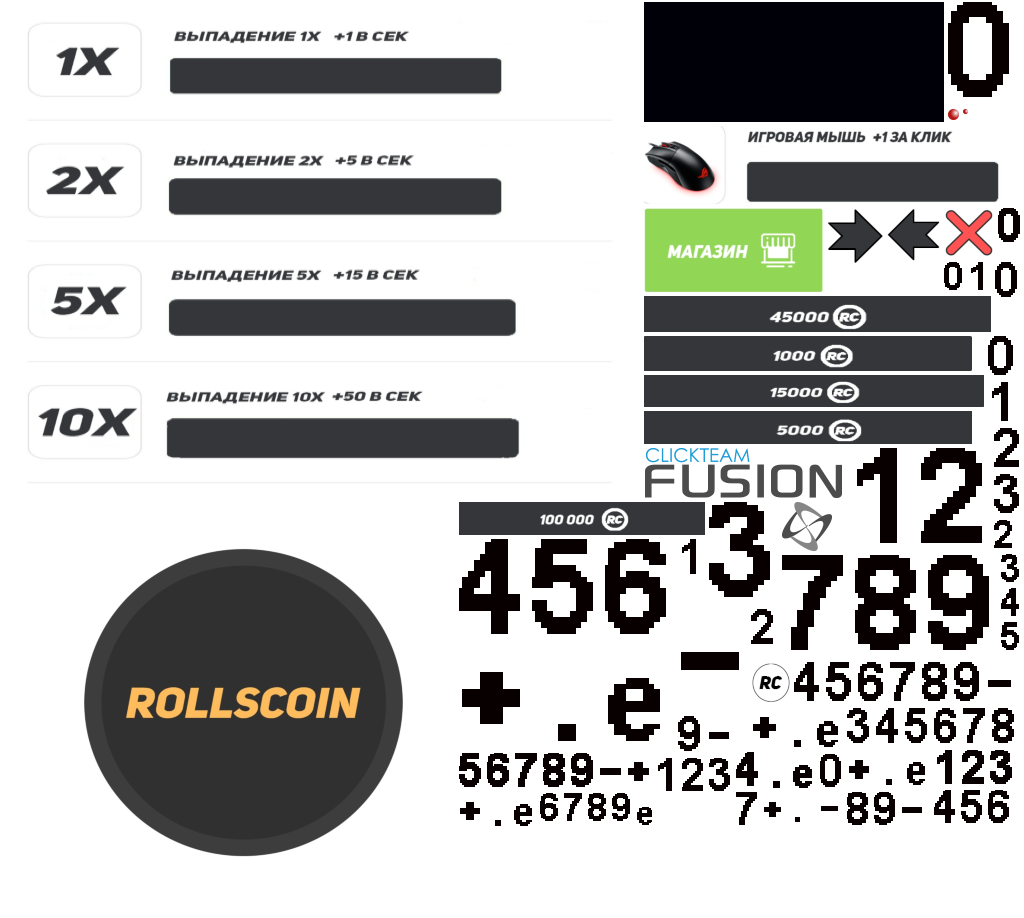 1X
ВЫПАДЕНИЕ 1X +1 В СЕК
2X
ВЫПАДЕНИЕ 2X +5 В СЕК
5X
ВЫПАДЕНИЕ 5X +15 В СЕК
10X
ВЫПАДЕНИЕ 10X +50 В СЕК
0
ИГРОВАЯ МЫШЬ +1 ЗА КЛИК
МАГАЗИН
0
0 1 0
45000 RC
1000 RC
0
15000 RC
1
5000 RC
2
CLICKTEAM
FUSION
12
3
100 000 RC
3
2
456
1
789
3
4
2
5
ROLLSCOIN
-
RC
456789-
+.e
9-
+.e345678
56789-+1234.e0+.e123
+.e6789e
7+.-89-456